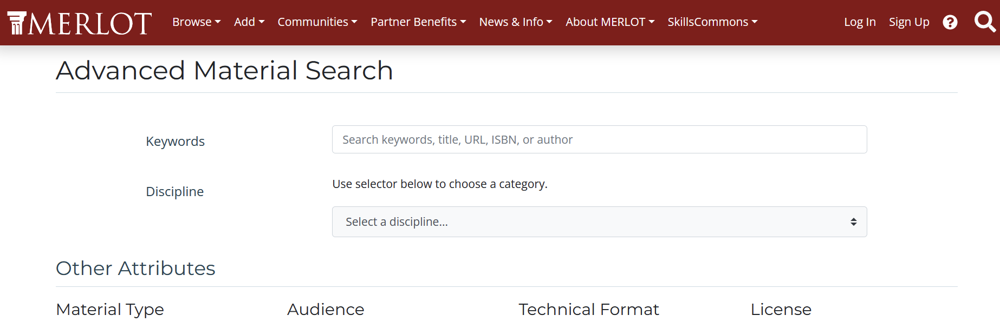 MERLOT Browse Add Communities Partner Benefits News & Info About MERLOT SkillsCommons Log In Sign Up ?
Advanced Material Search
Keywords Search keywords, title, URL, ISBN, or author
Use selector below to choose a category.
Discipline
Select a discipline...
Other Attributes
Material Type Audience Technical Format License